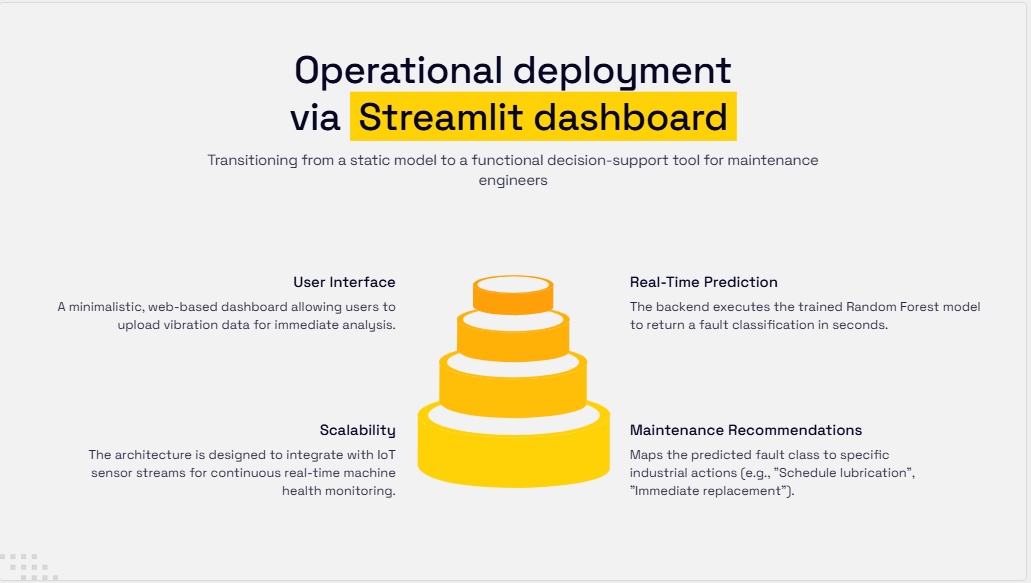 Operational deployment
via Streamlit dashboard
Transitioning from a static model to a functional decision-support tool for maintenance
engineers
User Interface
A minimalistic, web-based dashboard allowing users to
upload vibration data for immediate analysis.
Real-Time Prediction
The backend executes the trained Random Forest model
to return a fault classification in seconds.
Scalability
The architecture is designed to integrate with IoT
sensor streams for continuous real-time machine
health monitoring.
Maintenance Recommendations
Maps the predicted fault class to specific
industrial actions (e.g., ”Schedule lubrication”,
”Immediate replacement”).